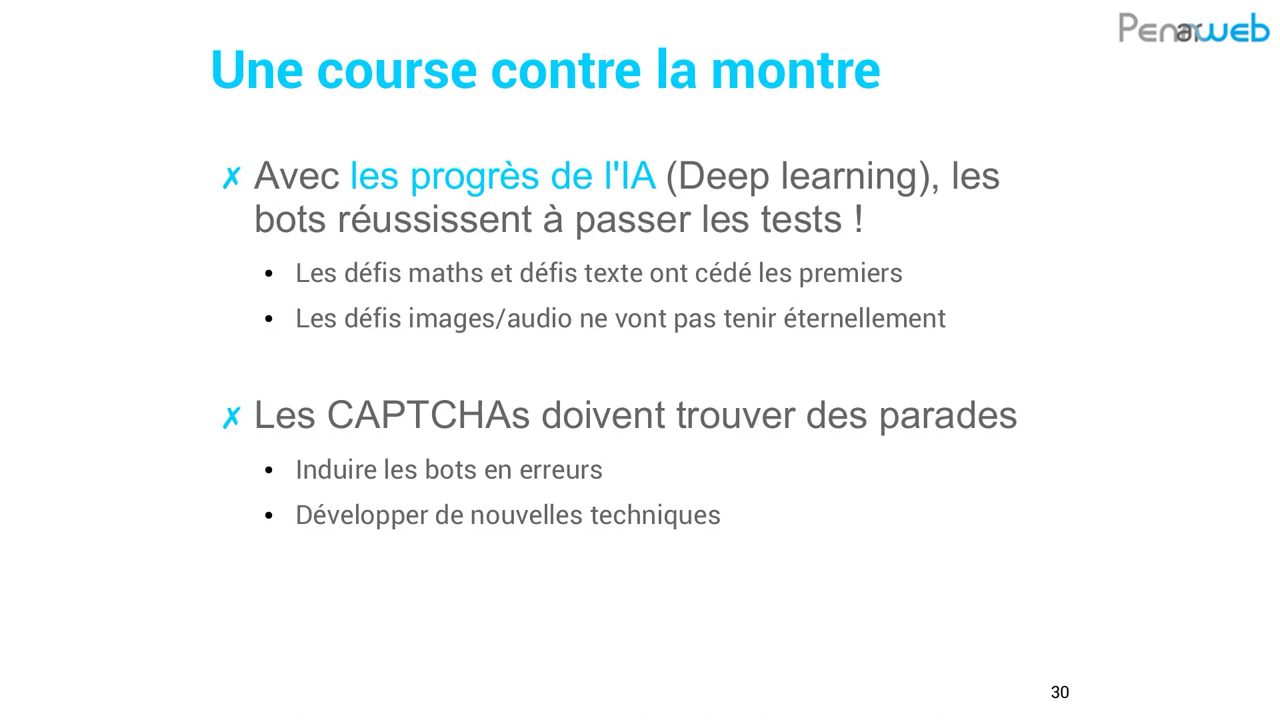 Penarweb
Une course contre la montre
✗ Avec les progrès de l'IA (Deep learning), les
bots réussissent à passer les tests !
• Les défis maths et défis texte ont cédé les premiers
• Les défis images/audio ne vont pas tenir éternellement
✗ Les CAPTCHAs doivent trouver des parades
• Induire les bots en erreurs
• Développer de nouvelles techniques
30